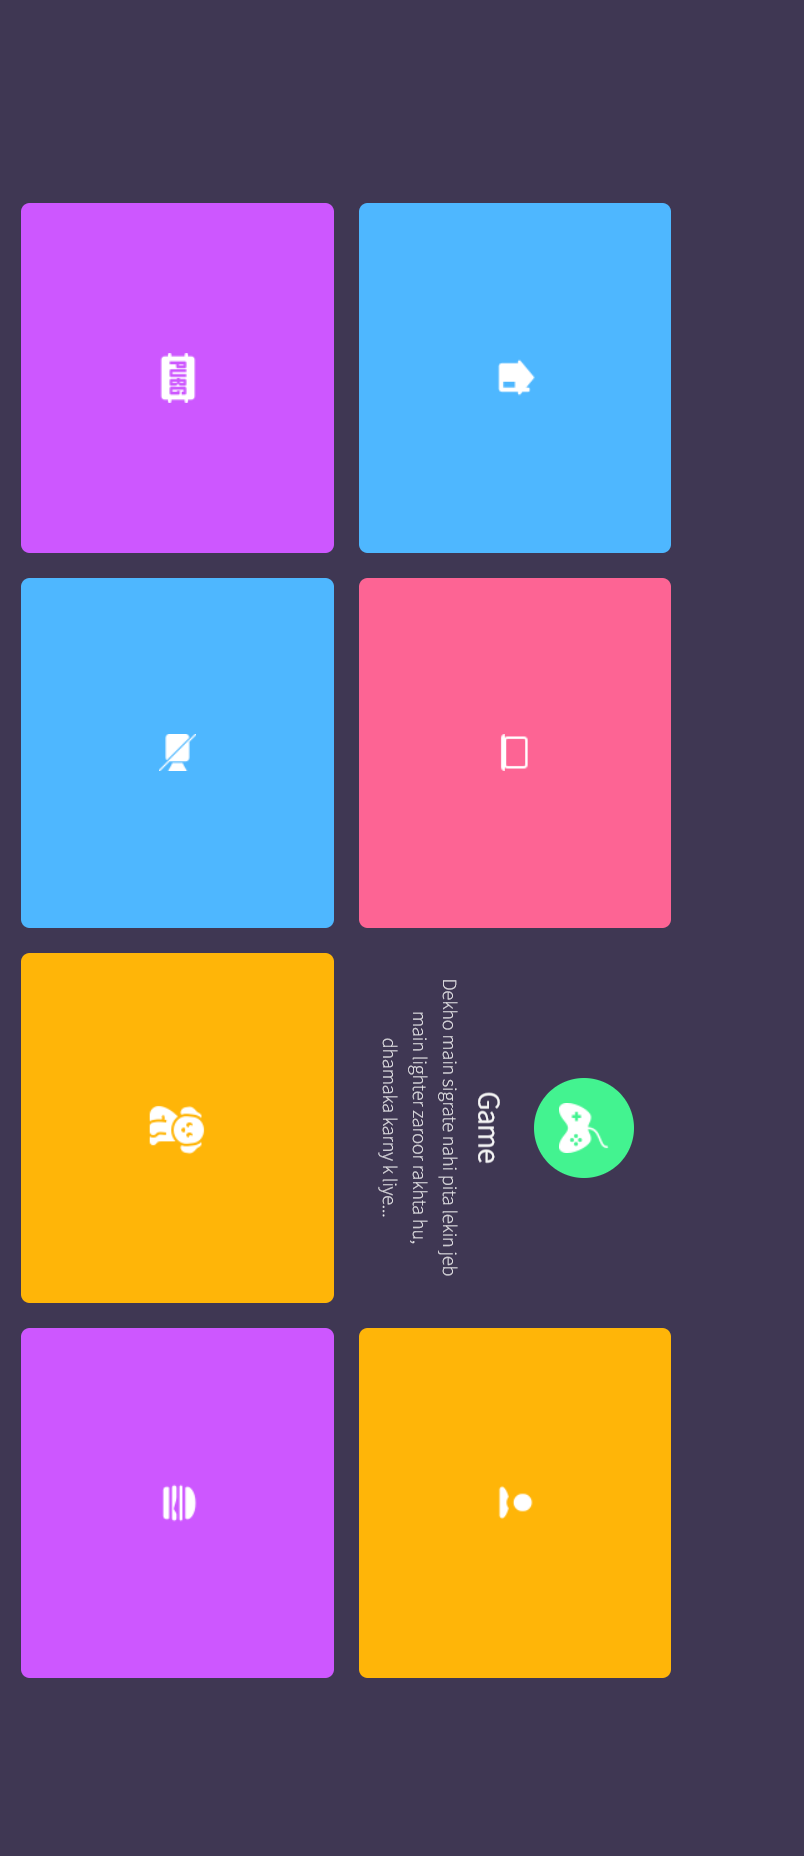 Game
Dekho main sigrate nahi pita lekin jeb
main lighter zaroor rakhta hu,
dhamaka karny k liye...
PUBG